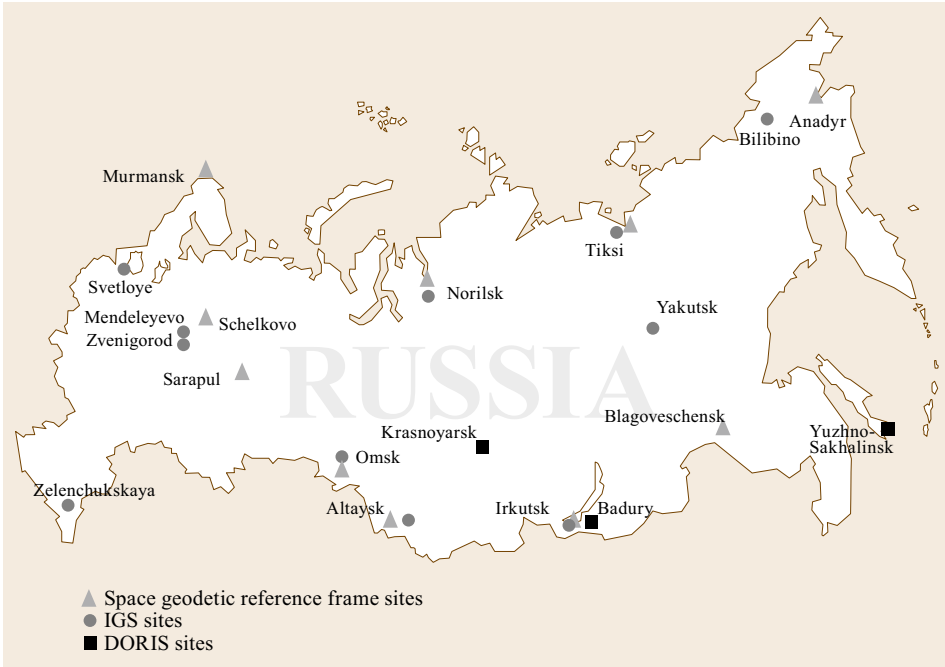 Anadyr
Bilibino
Murmansk
Tiksi
Svetloye
Norilsk
Mendeleyevo
Schelkovo
Yakutsk
Zvenigorod
Sarapul
RUSSIA
Blagoveschensk
Krasnoyarsk
Yuzhno-
Sakhalinsk
Omsk
Zelenchukskaya
Altaysk
Irkutsk
Badury
Space geodetic reference frame sites
IGS sites
DORIS sites